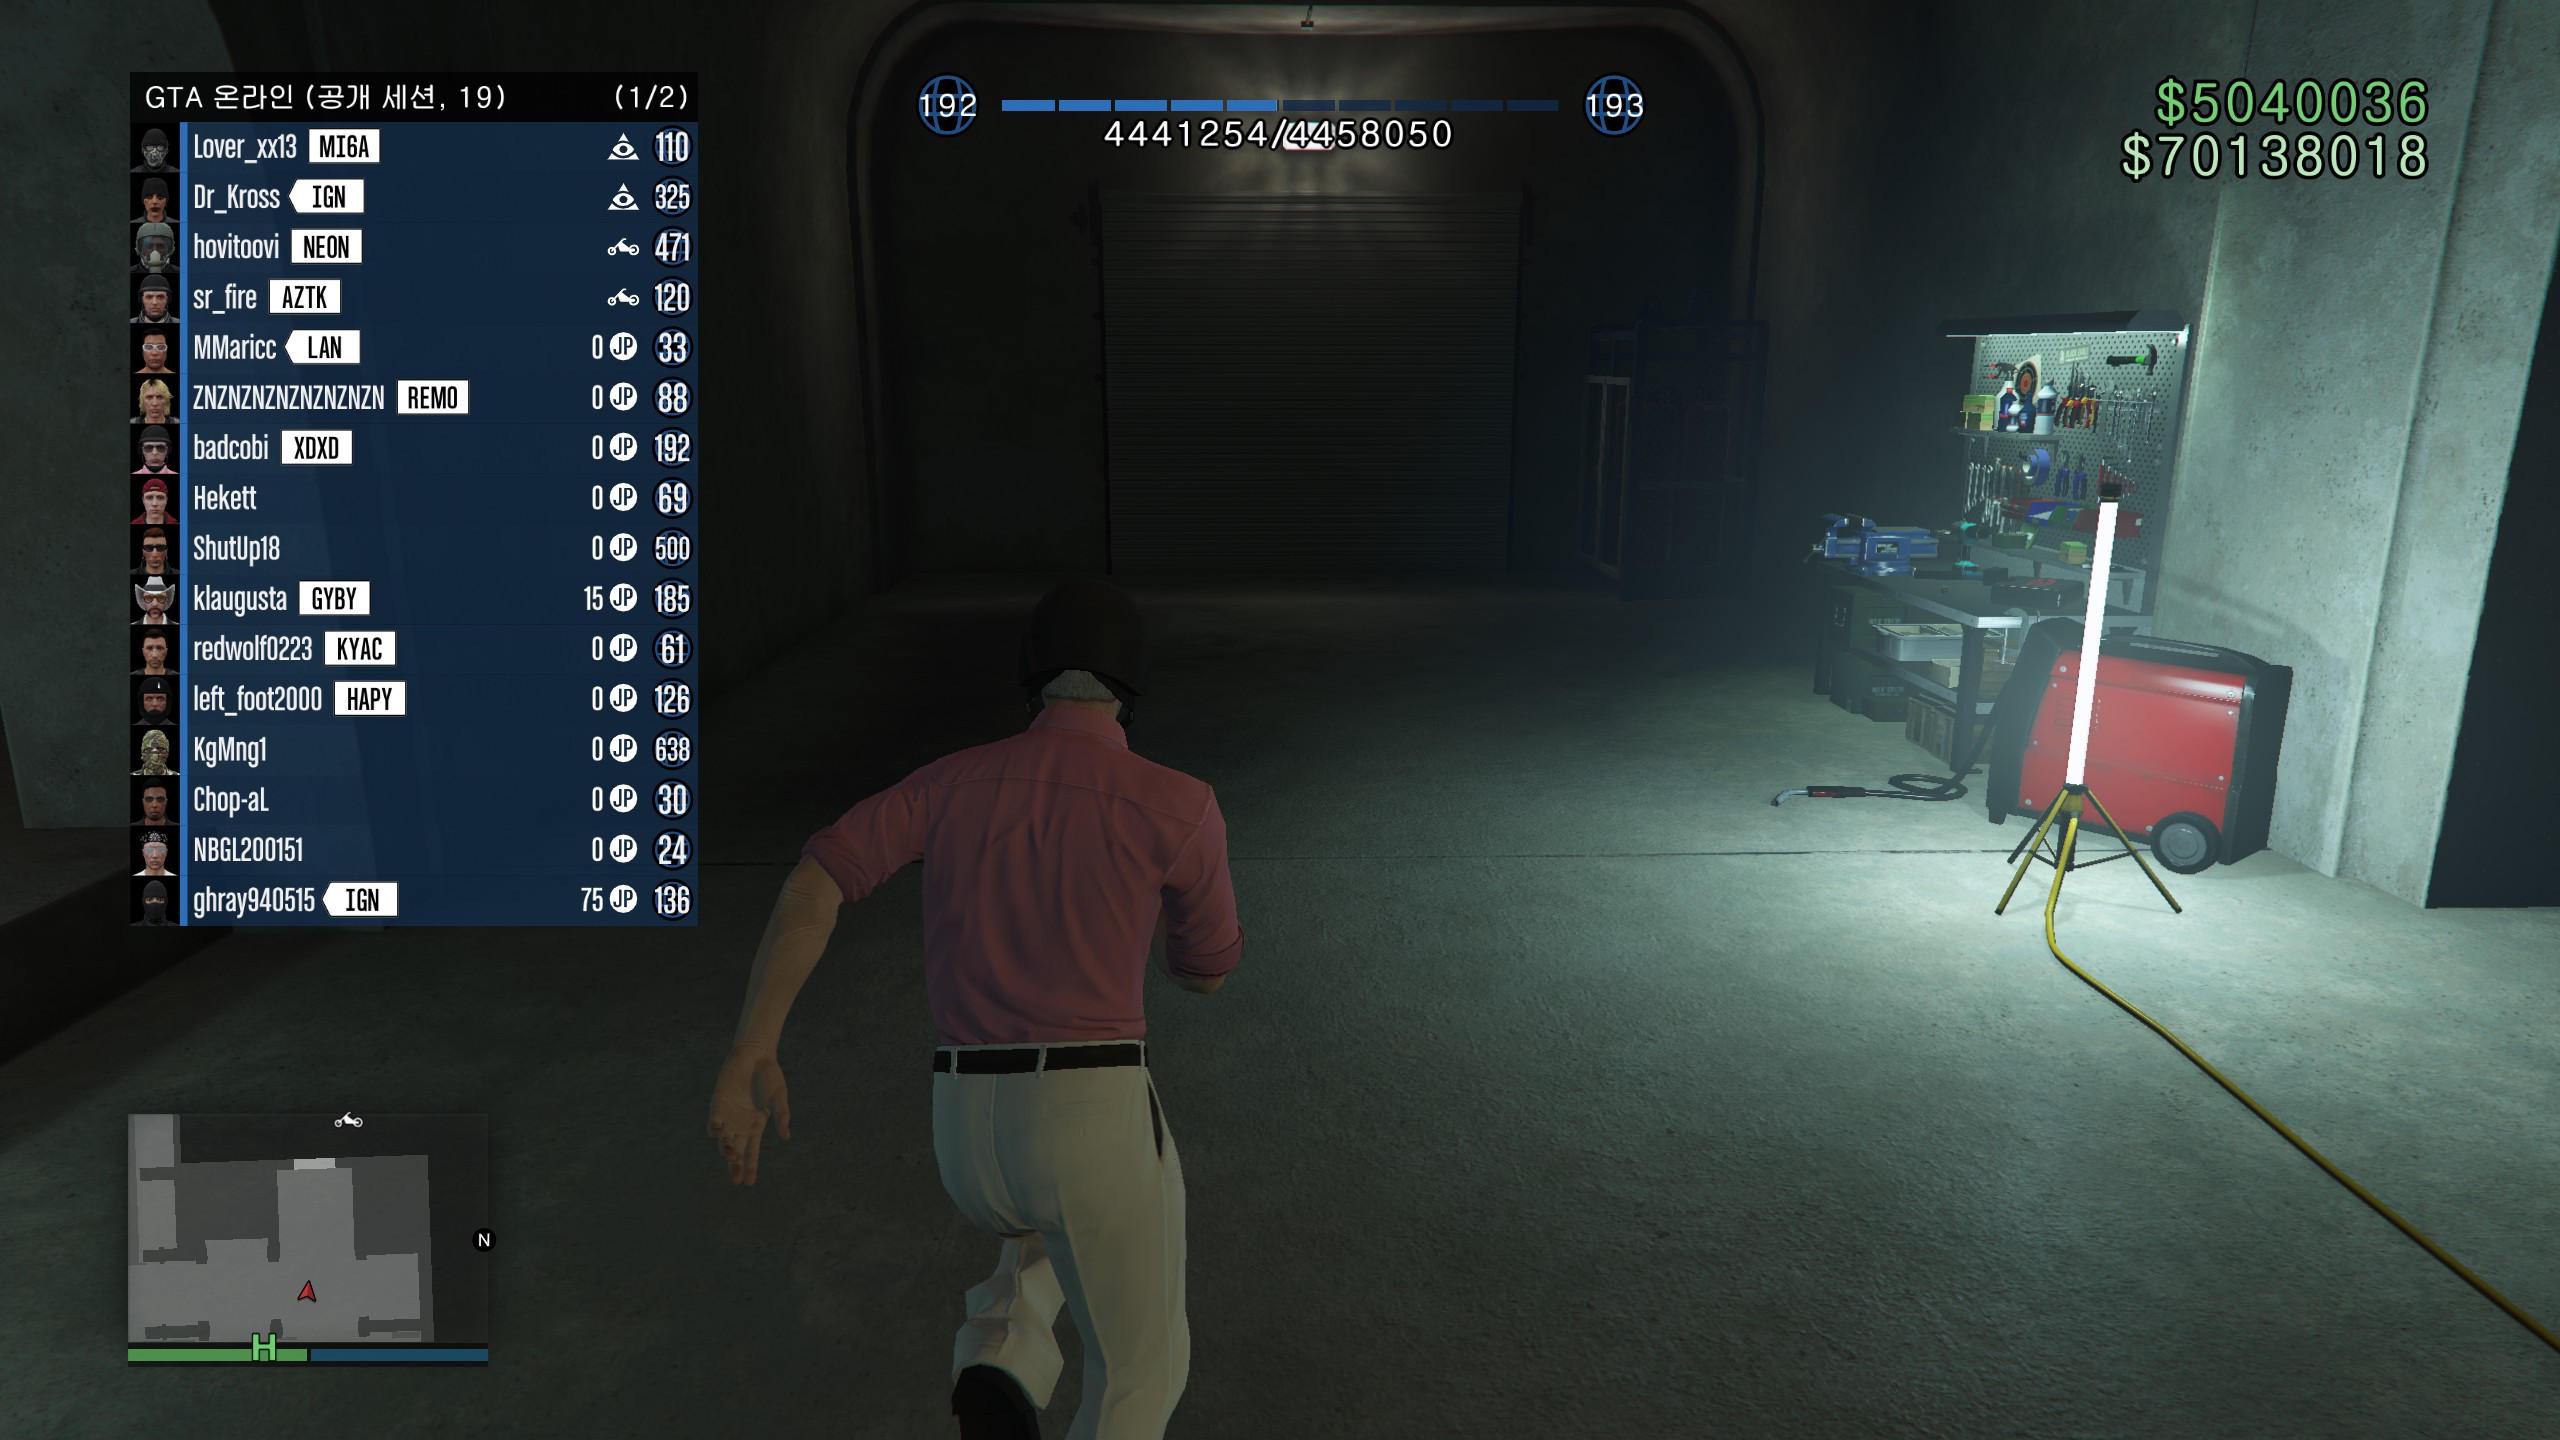 GTA 온라인 (공개 세션, 19) (1/2)
Lover_xx13 MI6A 110
Dr_Kross IGN 325
hovitoovi NEON 471
sr_fire AZTK 120
MMaricc LAN 0 JP 33
ZNZNZNZNZNZNZNZN REMO 0 JP 88
badcobi XDXD 0 JP 192
Hekett 0 JP 69
ShutUp18 0 JP 500
klaugusta GYBY 15 JP 185
redwolf0223 KYAC 0 JP 61
left_foot2000 HAPY 0 JP 126
KgMng1 0 JP 638
Chop-aL 0 JP 30
NBGL200151 0 JP 24
ghray940515 IGN 75 JP 136
192 193
4441254/4458050
$5040036
$70138018
N
H